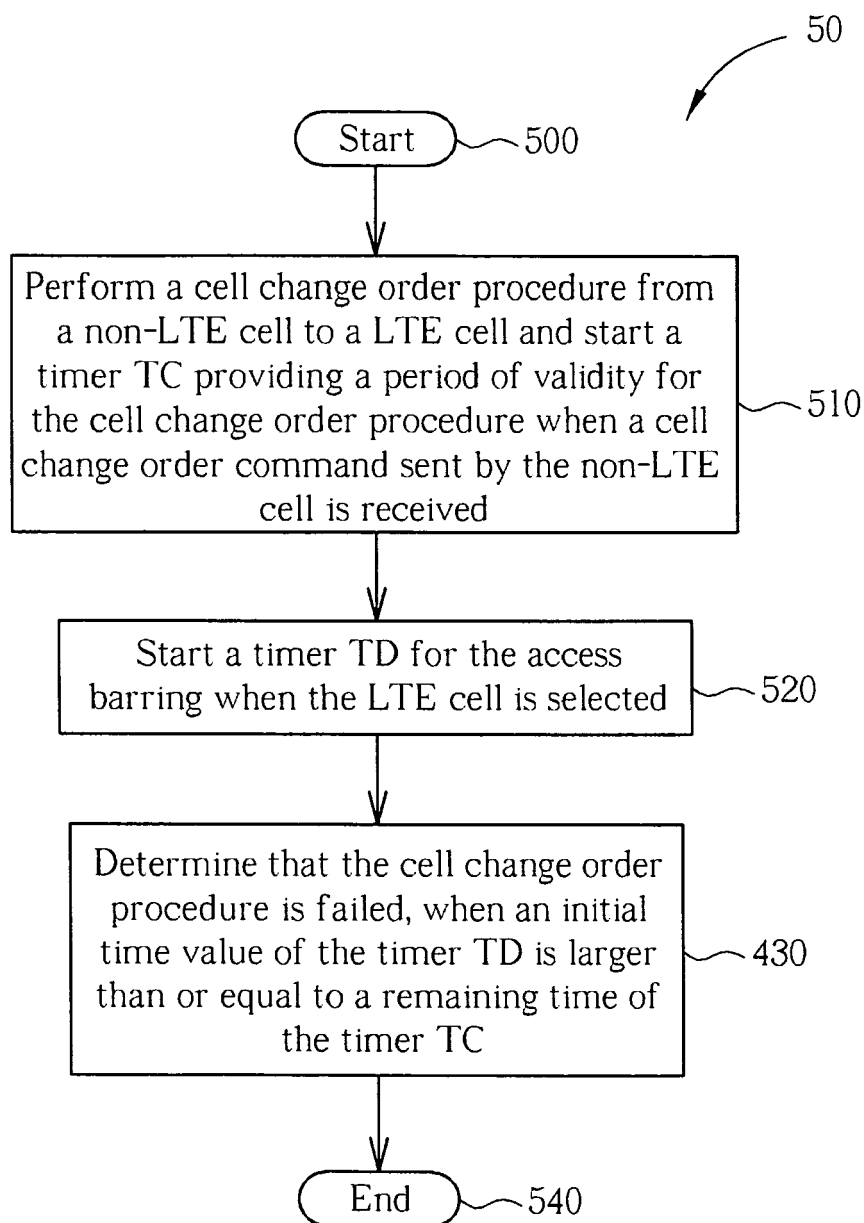 50
Start
500
Perform a cell change order procedure from
a non-LTE cell to a LTE cell and start a
timer TC providing a period of validity for
the cell change order procedure when a cell
change order command sent by the non-LTE
cell is received
510
Start a timer TD for the access
barring when the LTE cell is selected
520
Determine that the cell change order
procedure is failed, when an initial
time value of the timer TD is larger
than or equal to a remaining time of
the timer TC
430
End
540